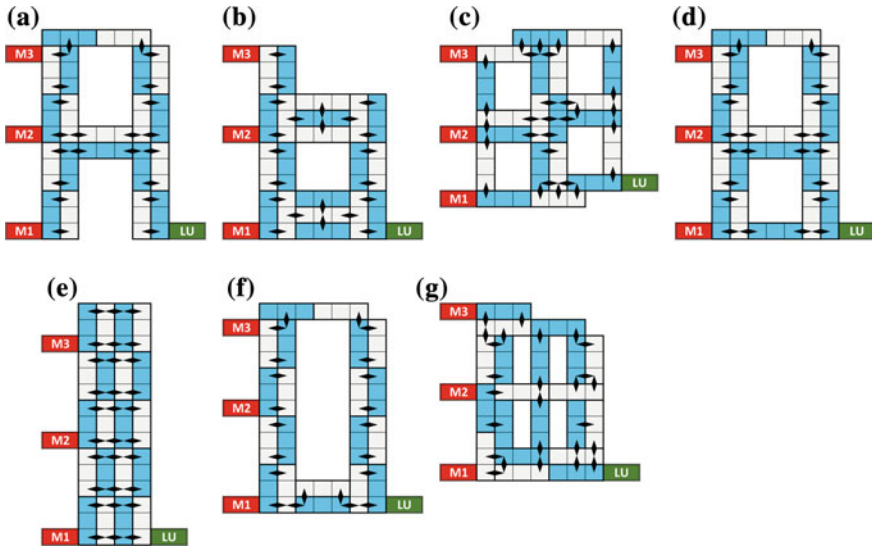 (a) (b) (c) (d)
M3 M3 M3 M3
M2 M2 M2 M2
M1 LU M1 LU M1 LU M1 LU
(e) (f) (g)
M3 M3 M3
M2 M2 M2
M1 LU M1 LU M1 LU